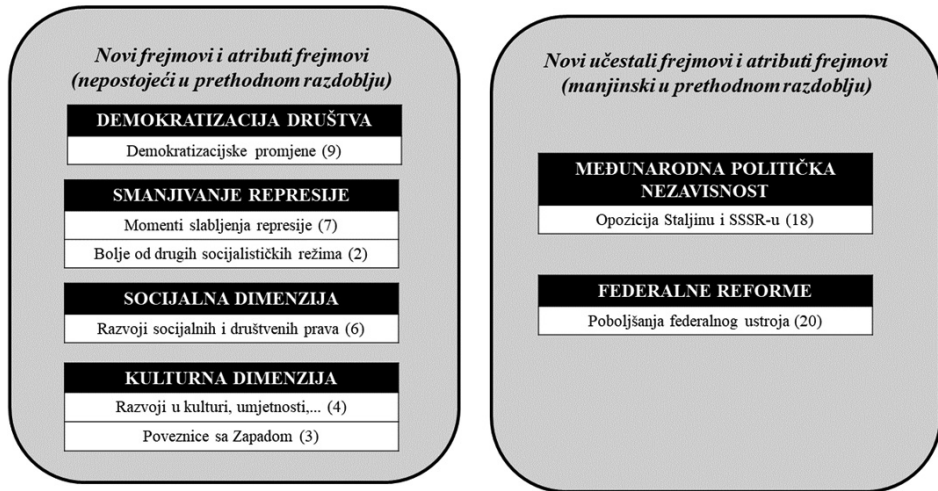 Novi frejmovi i atributi frejmovi
(nepostojeći u prethodnom razdoblju)
DEMOKRATIZACIJA DRUŠTVA
Demokratizacijske promjene (9)
SMANJIVANJE REPRESIJE
Momenti slabljenja represije (7)
Bolje od drugih socijalističkih režima (2)
SOCIJALNA DIMENZIJA
Razvoji socijalnih i društvenih prava (6)
KULTURNA DIMENZIJA
Razvoji u kulturi, umjetnosti,... (4)
Poveznice sa Zapadom (3)
Novi učestali frejmovi i atributi frejmovi
(manjinski u prethodnom razdoblju)
MEĐUNARODNA POLITIČKA
NEZAVISNOST
Opozicija Staljinu i SSSR-u (18)
FEDERALNE REFORME
Poboljšanja federalnog ustroja (20)